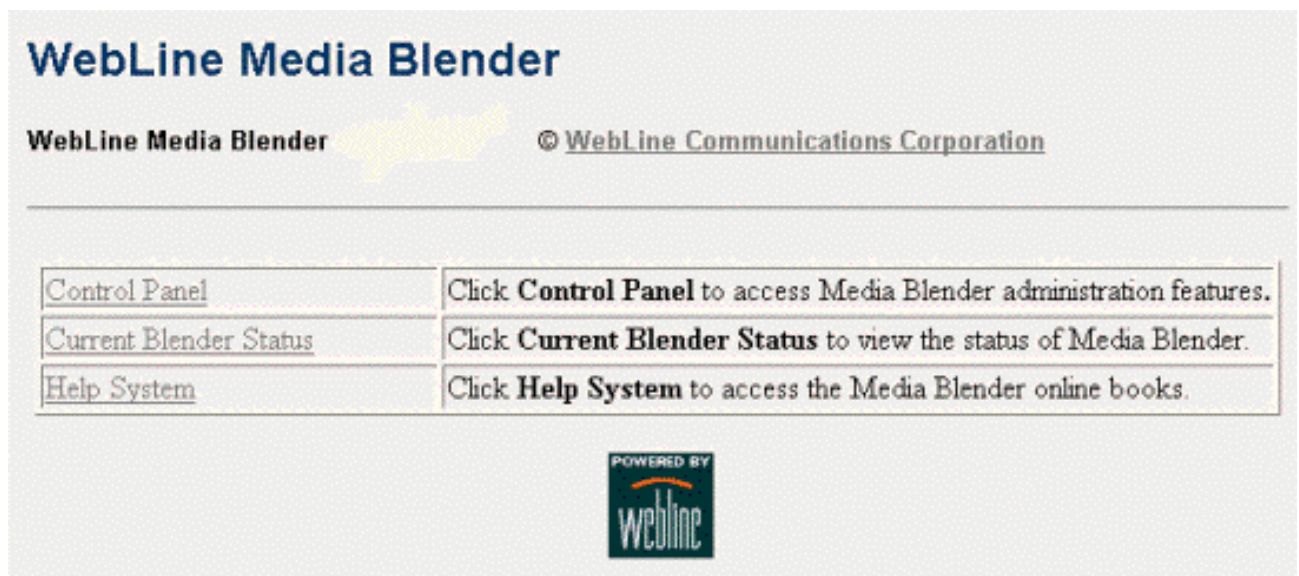 WebLine Media Blender
WebLine Media Blender © WebLine Communications Corporation
Control Panel Click Control Panel to access Media Blender administration features.
Current Blender Status Click Current Blender Status to view the status of Media Blender.
Help System Click Help System to access the Media Blender online books.
POWERED BY
webline